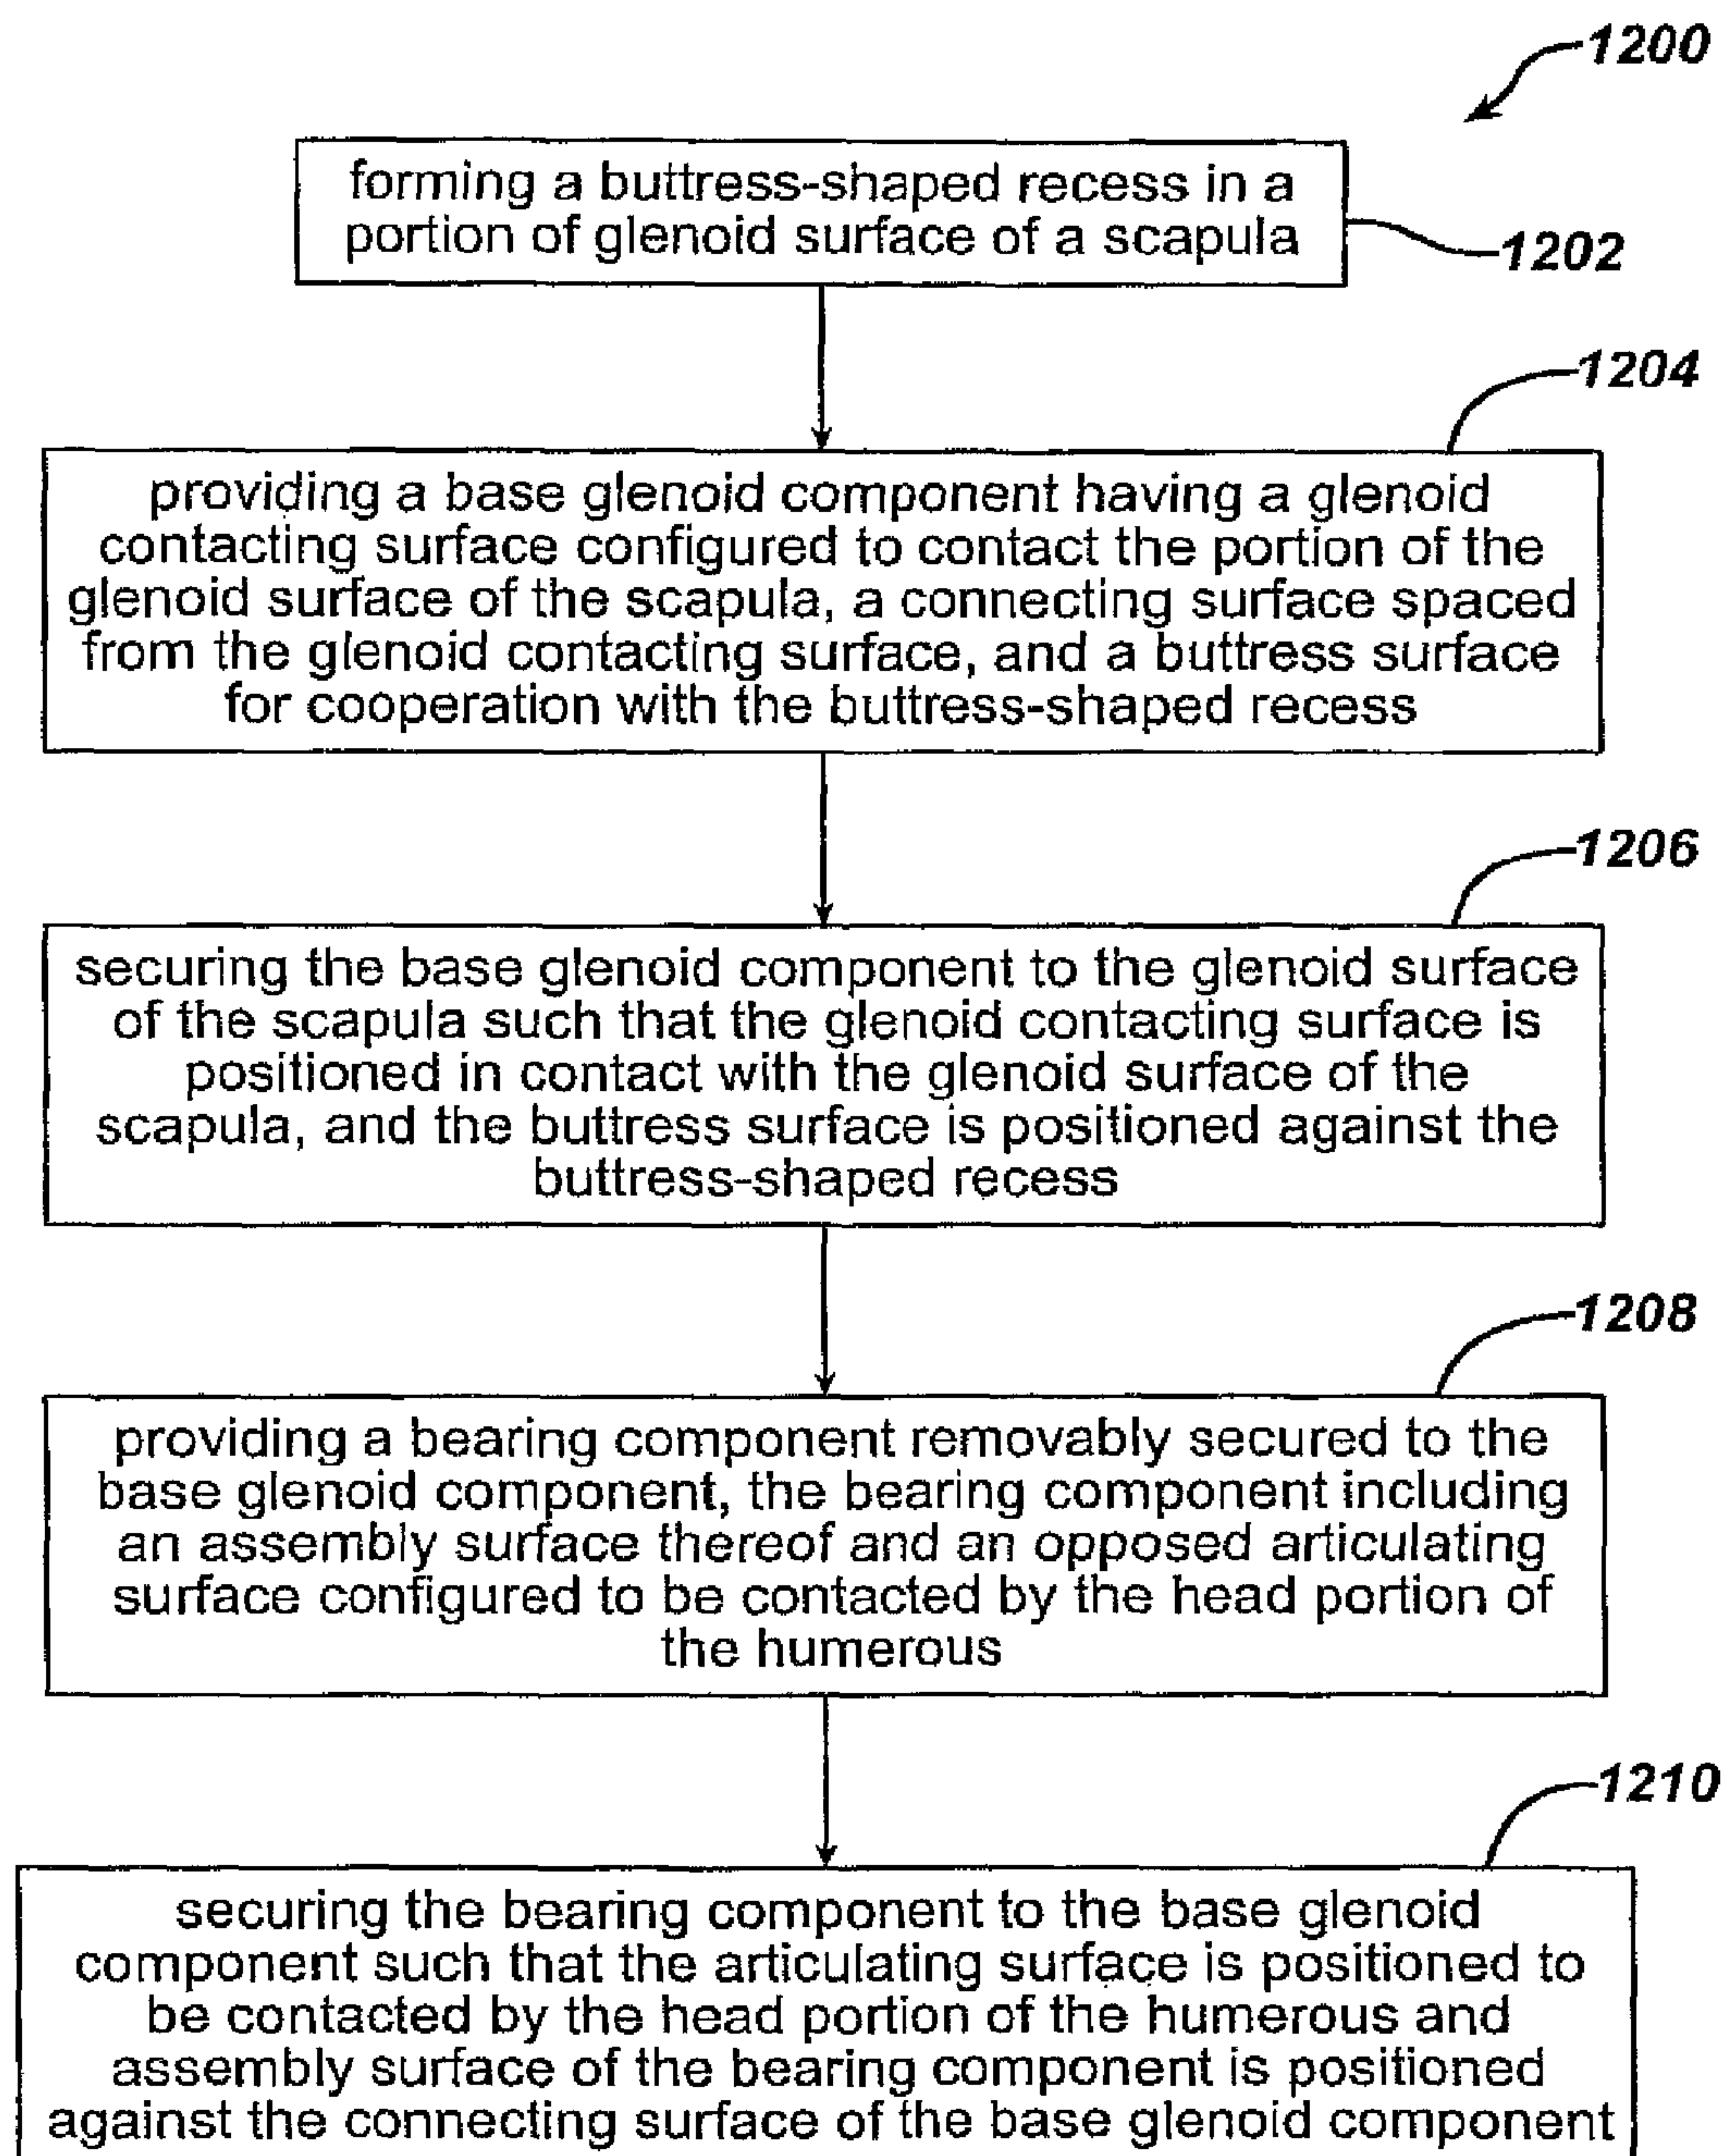 1200
forming a buttress-shaped recess in a
portion of glenoid surface of a scapula
1202
1204
providing a base glenoid component having a glenoid
contacting surface configured to contact the portion of the
glenoid surface of the scapula, a connecting surface spaced
from the glenoid contacting surface, and a buttress surface
for cooperation with the buttress-shaped recess
1206
securing the base glenoid component to the glenoid surface
of the scapula such that the glenoid contacting surface is
positioned in contact with the glenoid surface of the
scapula, and the buttress surface is positioned against the
buttress-shaped recess
1208
providing a bearing component removably secured to the
base glenoid component, the bearing component including
an assembly surface thereof and an opposed articulating
surface configured to be contacted by the head portion of
the humerous
1210
securing the bearing component to the base glenoid
component such that the articulating surface is positioned to
be contacted by the head portion of the humerous and
assembly surface of the bearing component is positioned
against the connecting surface of the base glenoid component